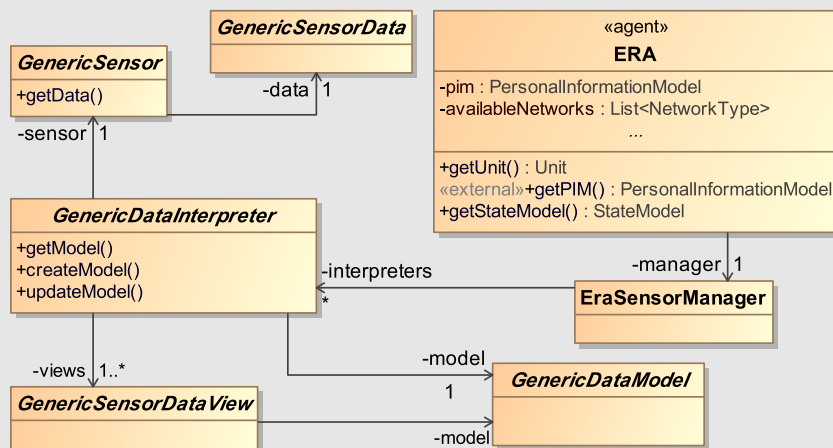 GenericSensorData
«agent»
ERA
GenericSensor
+getData()
-data
1
-pim : PersonalInformationModel
-availableNetworks : List<NetworkType>
...
-sensor
1
+getUnit() : Unit
«external»+getPIM() : PersonalInformationModel
+getStateModel() : StateModel
GenericDataInterpreter
+getModel()
+createModel()
+updateModel()
-interpreters
*
-manager
1
EraSensorManager
-views
1..*
-model
1
GenericDataModel
GenericSensorDataView
-model